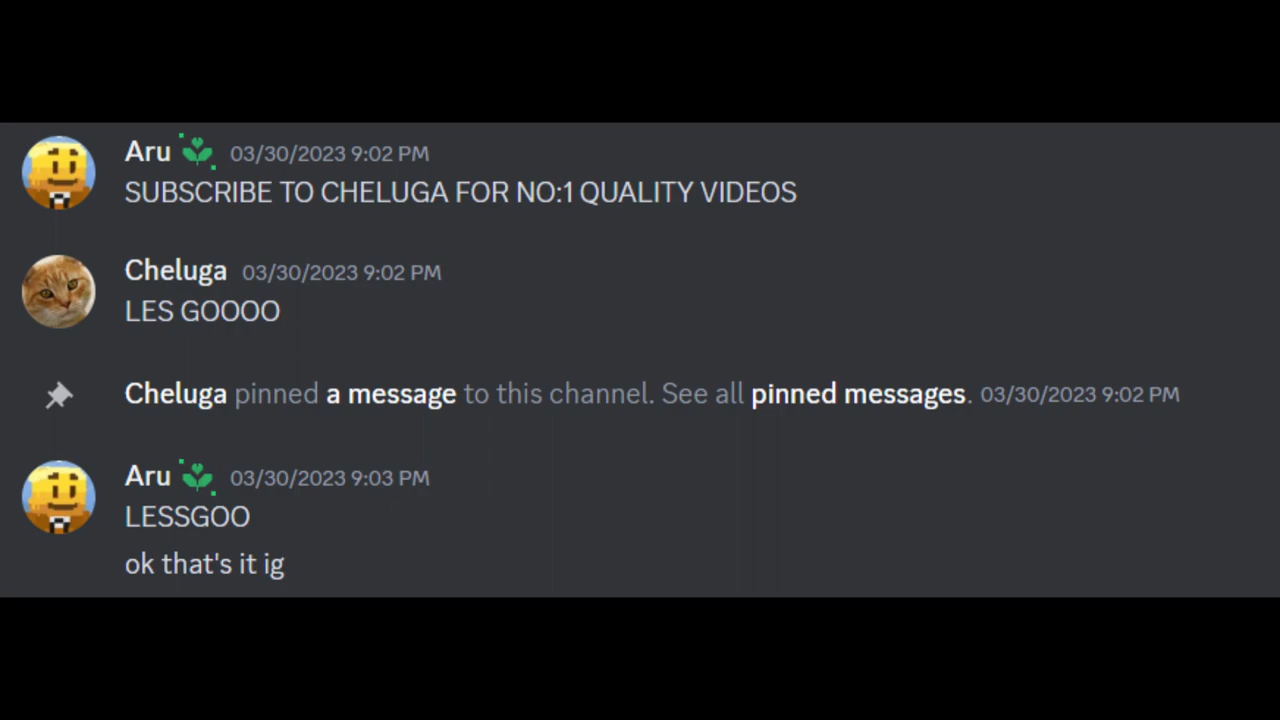 Aru 03/30/2023 9:02 PM
SUBSCRIBE TO CHELUGA FOR NO:1 QUALITY VIDEOS
Cheluga 03/30/2023 9:02 PM
LES GOOOO
Cheluga pinned a message to this channel. See all pinned messages. 03/30/2023 9:02 PM
Aru 03/30/2023 9:03 PM
LESSGOO
ok that's it ig